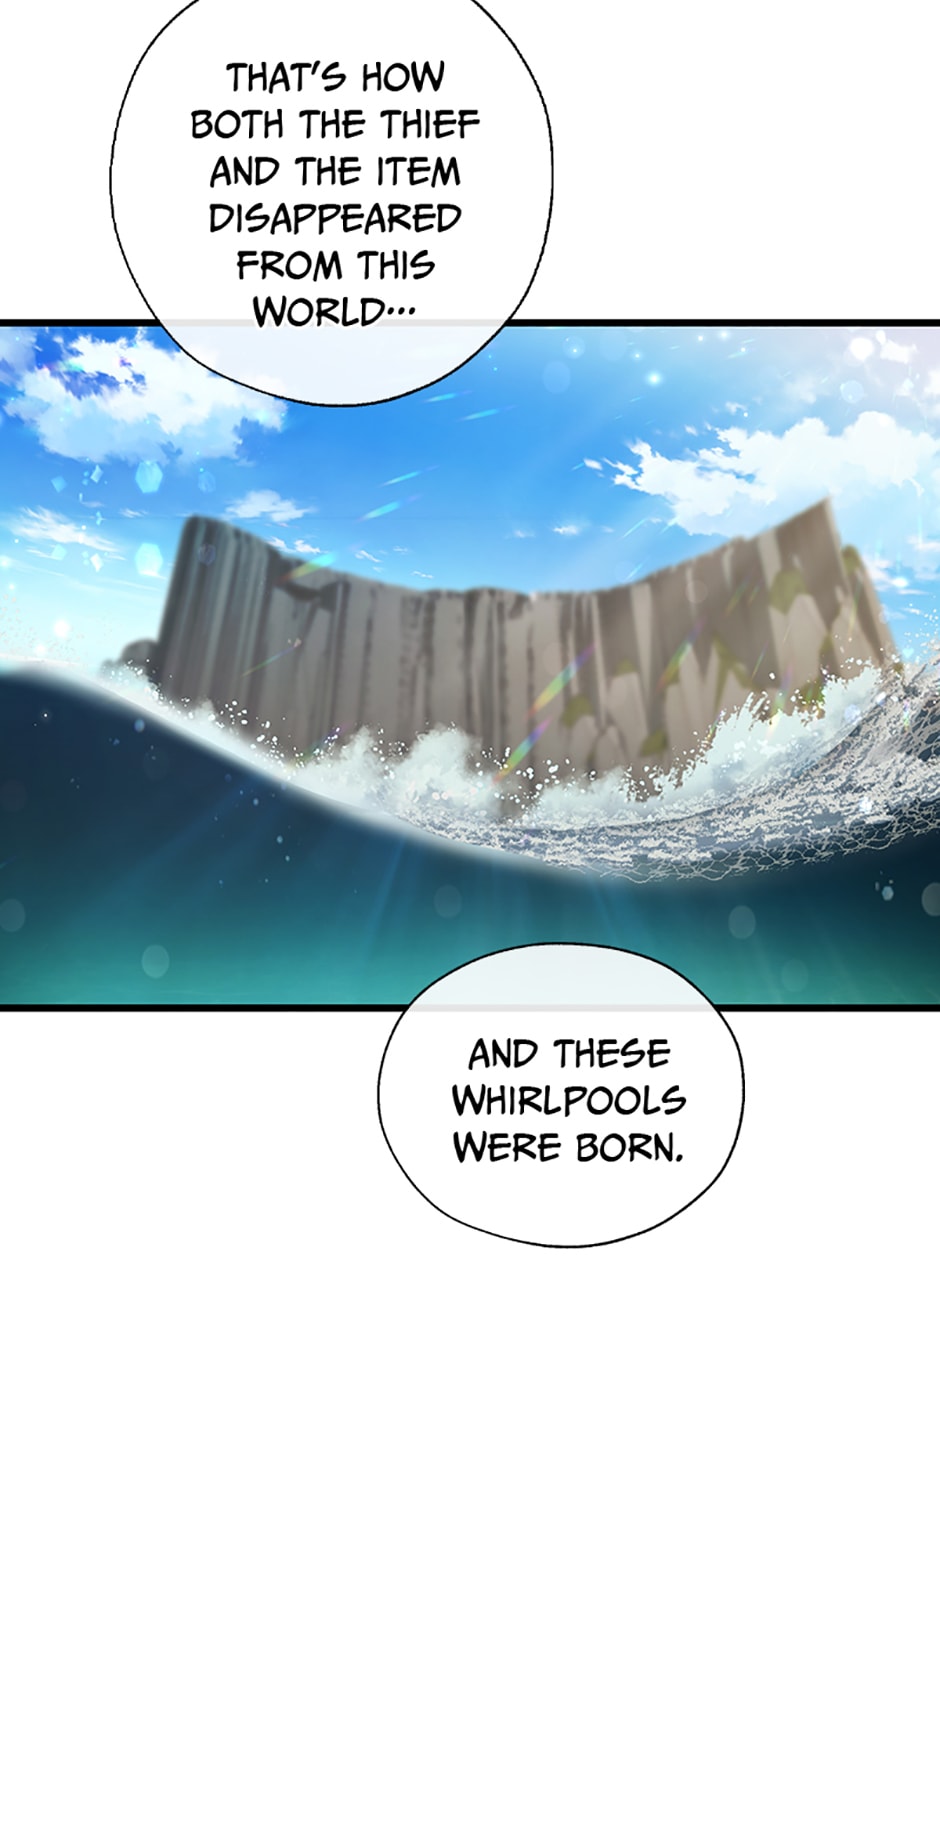 THAT'S HOW
BOTH THE THIEF
AND THE ITEM
DISAPPEARED
FROM THIS
WORLD...
AND THESE
WHIRLPOOLS
WERE BORN.